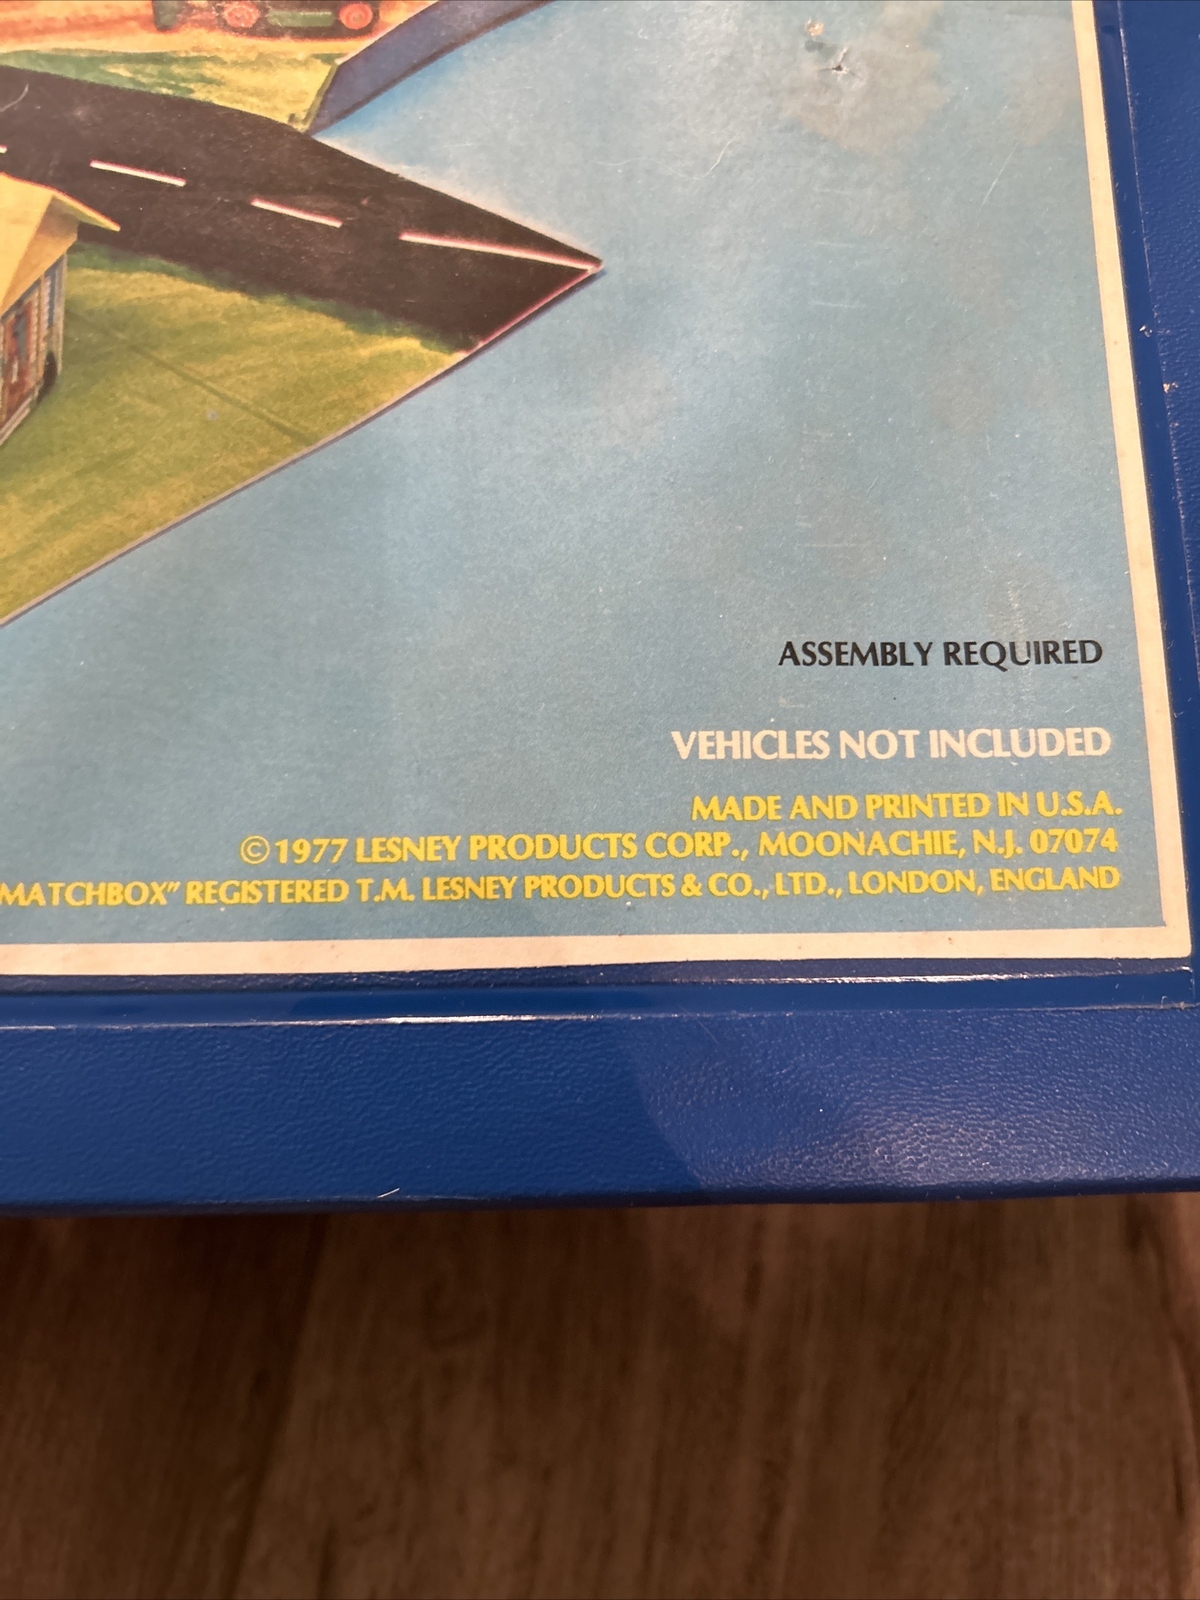 ASSEMBLY REQUIRED
VEHICLES NOT INCLUDED
MADE AND PRINTED IN U.S.A.
© 1977 LESNEY PRODUCTS CORP., MOONACHIE, N.J. 07074
MATCHBOX” REGISTERED T.M. LESNEY PRODUCTS & CO., LTD., LONDON, ENGLAND